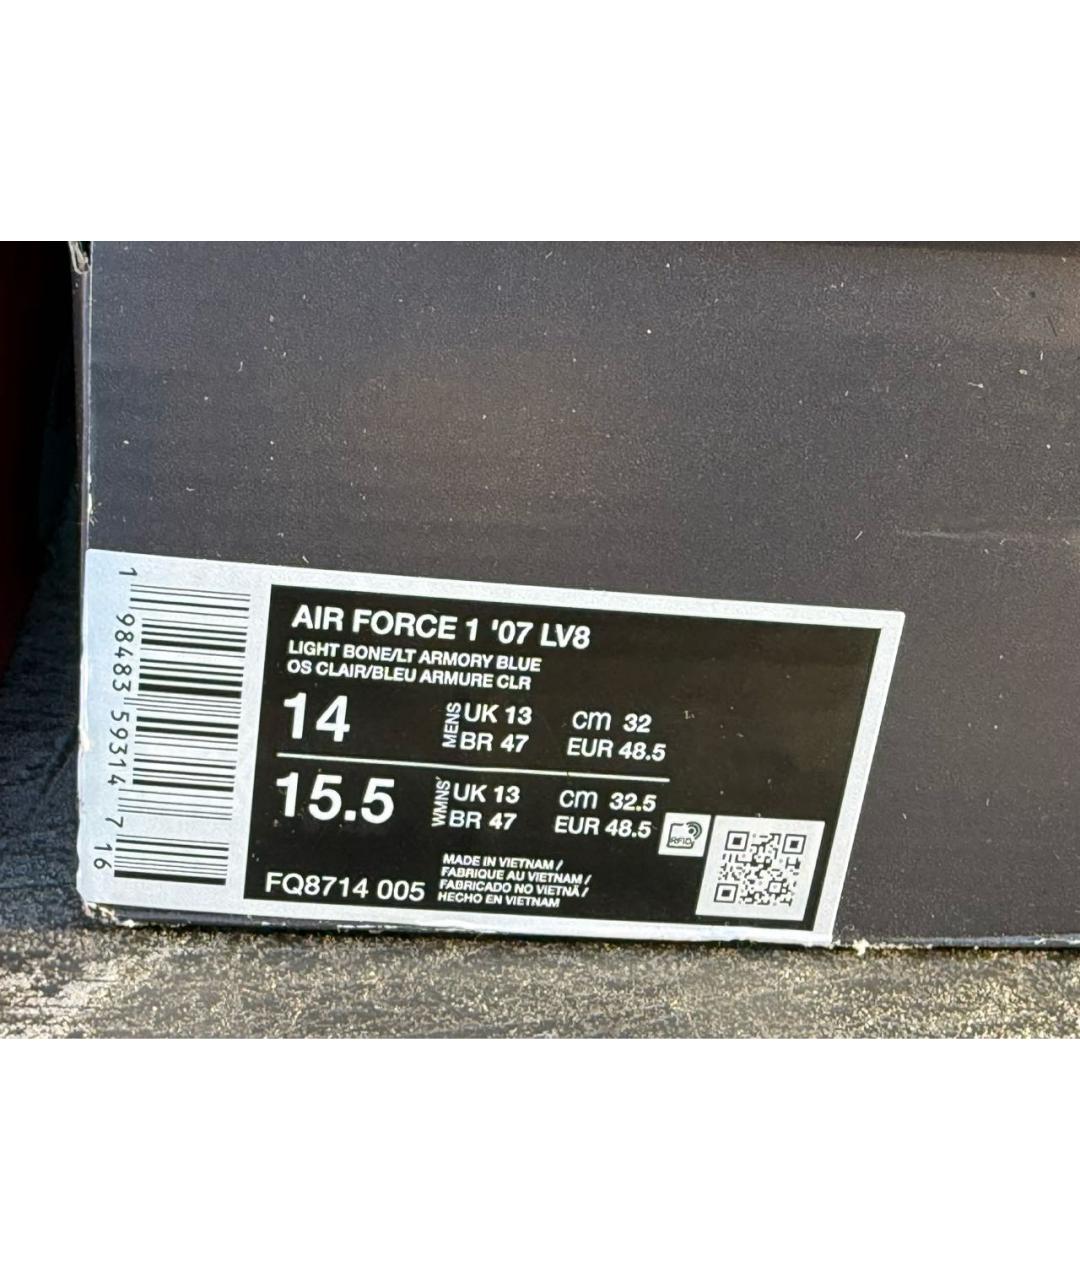 AIR FORCE 1 '07 LV8
LIGHT BONE/LT ARMORY BLUE
OS CLAIR/BLEU ARMURE CLR
14 MENS UK 13 cm 32
BR 47 EUR 48.5
15.5 WMNS' UK 13 cm 32.5
BR 47 EUR 48.5
RFID
FQ8714 005
MADE IN VIETNAM /
FABRIQUE AU VIETNAM /
FABRICADO NO VIETNÃ /
HECHO EN VIETNAM
1 98483 59314 7 16